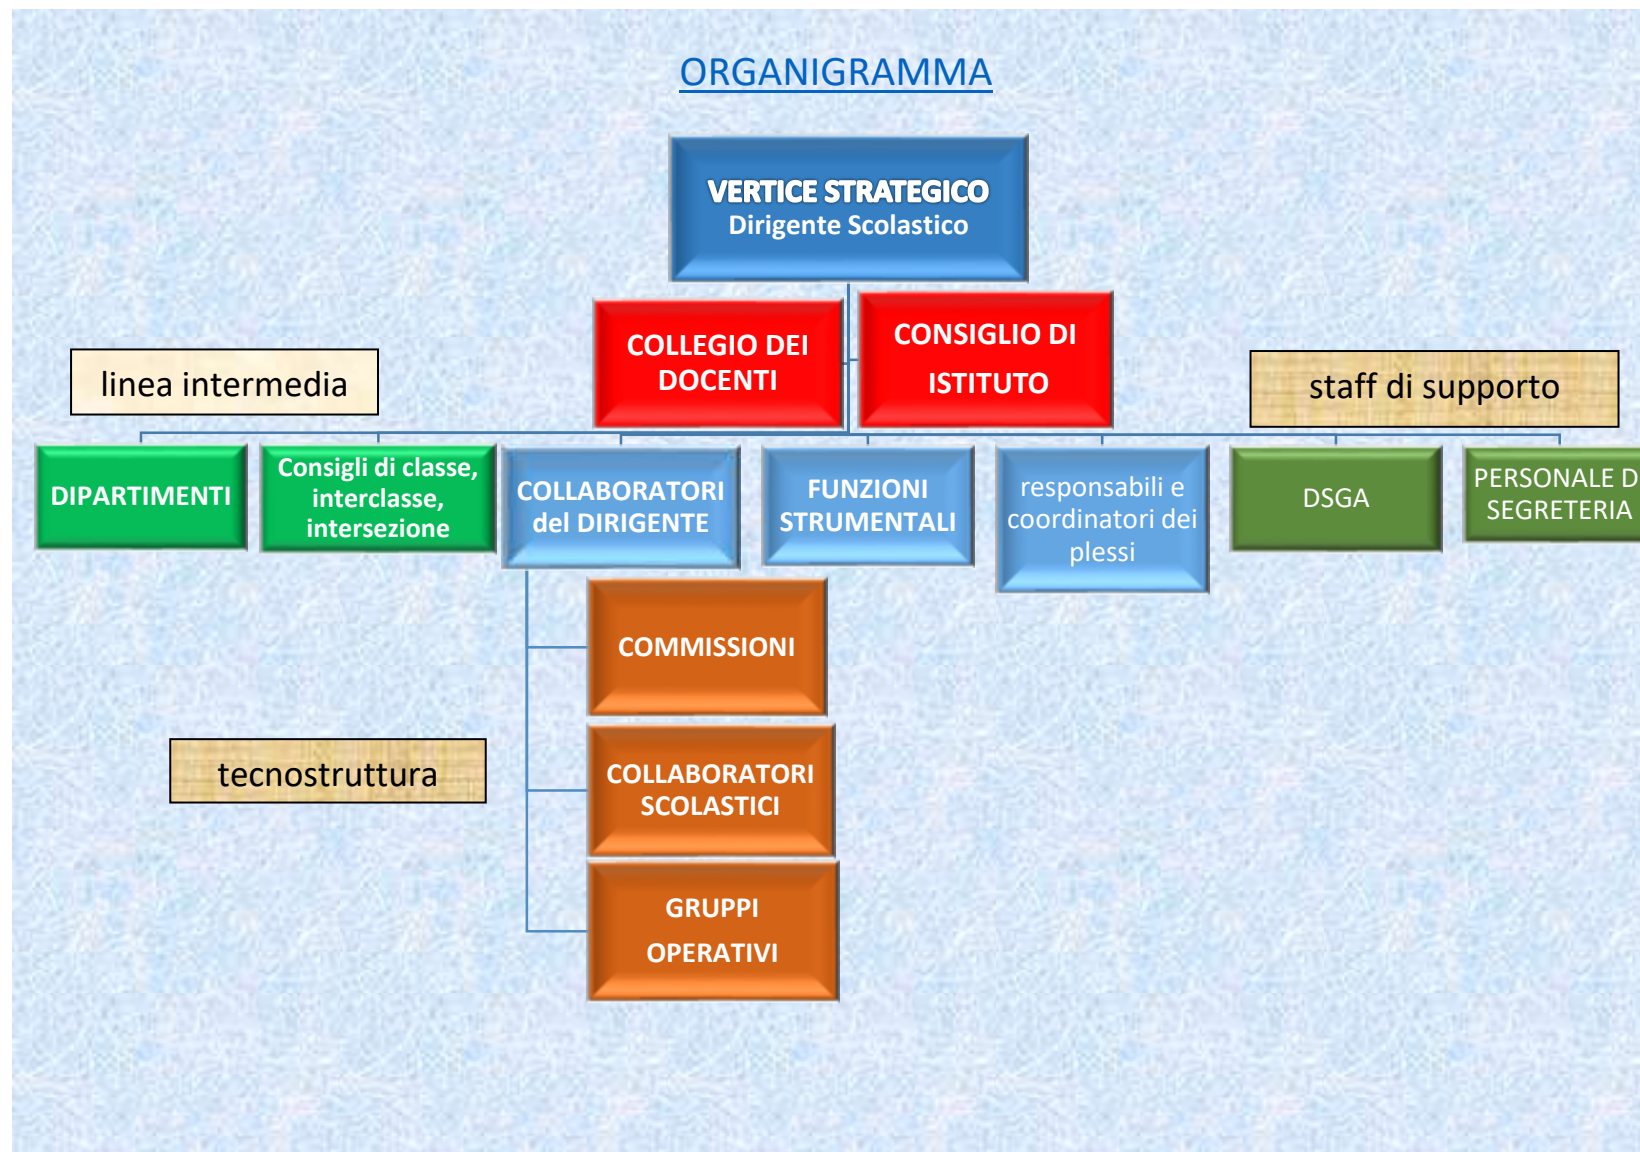 ORGANIGRAMMA
VERTICE STRATEGICO
Dirigente Scolastico
COLLEGIO DEI
DOCENTI
CONSIGLIO DI
ISTITUTO
linea intermedia
staff di supporto
DIPARTIMENTI
Consigli di classe,
interclasse,
intersezione
COLLABORATORI
del DIRIGENTE
FUNZIONI
STRUMENTALI
responsabili e
coordinatori dei
plessi
DSGA
PERSONALE D
SEGRETERIA
COMMISSIONI
tecnostruttura
COLLABORATORI
SCOLASTICI
GRUPPI
OPERATIVI